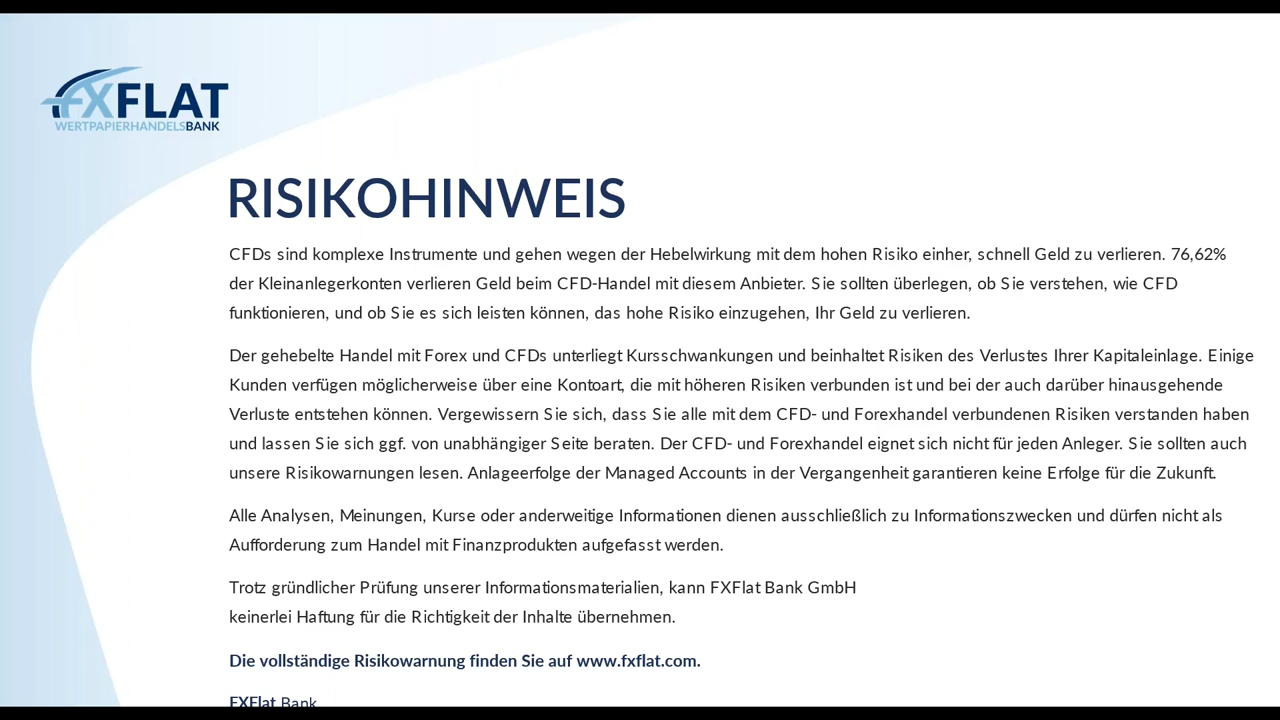 fXFLAT
WERTPAPIERHANDELSBANK
RISIKOHINWEIS
CFDs sind komplexe Instrumente und gehen wegen der Hebelwirkung mit dem hohen Risiko einher, schnell Geld zu verlieren. 76,62%
der Kleinanlegerkonten verlieren Geld beim CFD-Handel mit diesem Anbieter. Sie sollten überlegen, ob Sie verstehen, wie CFD
funktionieren, und ob Sie es sich leisten können, das hohe Risiko einzugehen, Ihr Geld zu verlieren.
Der gehebelte Handel mit Forex und CFDs unterliegt Kursschwankungen und beinhaltet Risiken des Verlustes Ihrer Kapitaleinlage. Einige
Kunden verfügen möglicherweise über eine Kontoart, die mit höheren Risiken verbunden ist und bei der auch darüber hinausgehende
Verluste entstehen können. Vergewissern Sie sich, dass Sie alle mit dem CFD- und Forexhandel verbundenen Risiken verstanden haben
und lassen Sie sich ggf. von unabhängiger Seite beraten. Der CFD- und Forexhandel eignet sich nicht für jeden Anleger. Sie sollten auch
unsere Risikowarnungen lesen. Anlageerfolge der Managed Accounts in der Vergangenheit garantieren keine Erfolge für die Zukunft.
Alle Analysen, Meinungen, Kurse oder anderweitige Informationen dienen ausschließlich zu Informationszwecken und dürfen nicht als
Aufforderung zum Handel mit Finanzprodukten aufgefasst werden.
Trotz gründlicher Prüfung unserer Informationsmaterialien, kann FXFlat Bank GmbH
keinerlei Haftung für die Richtigkeit der Inhalte übernehmen.
Die vollständige Risikowarnung finden Sie auf www.fxflat.com.
FXFlat Bank